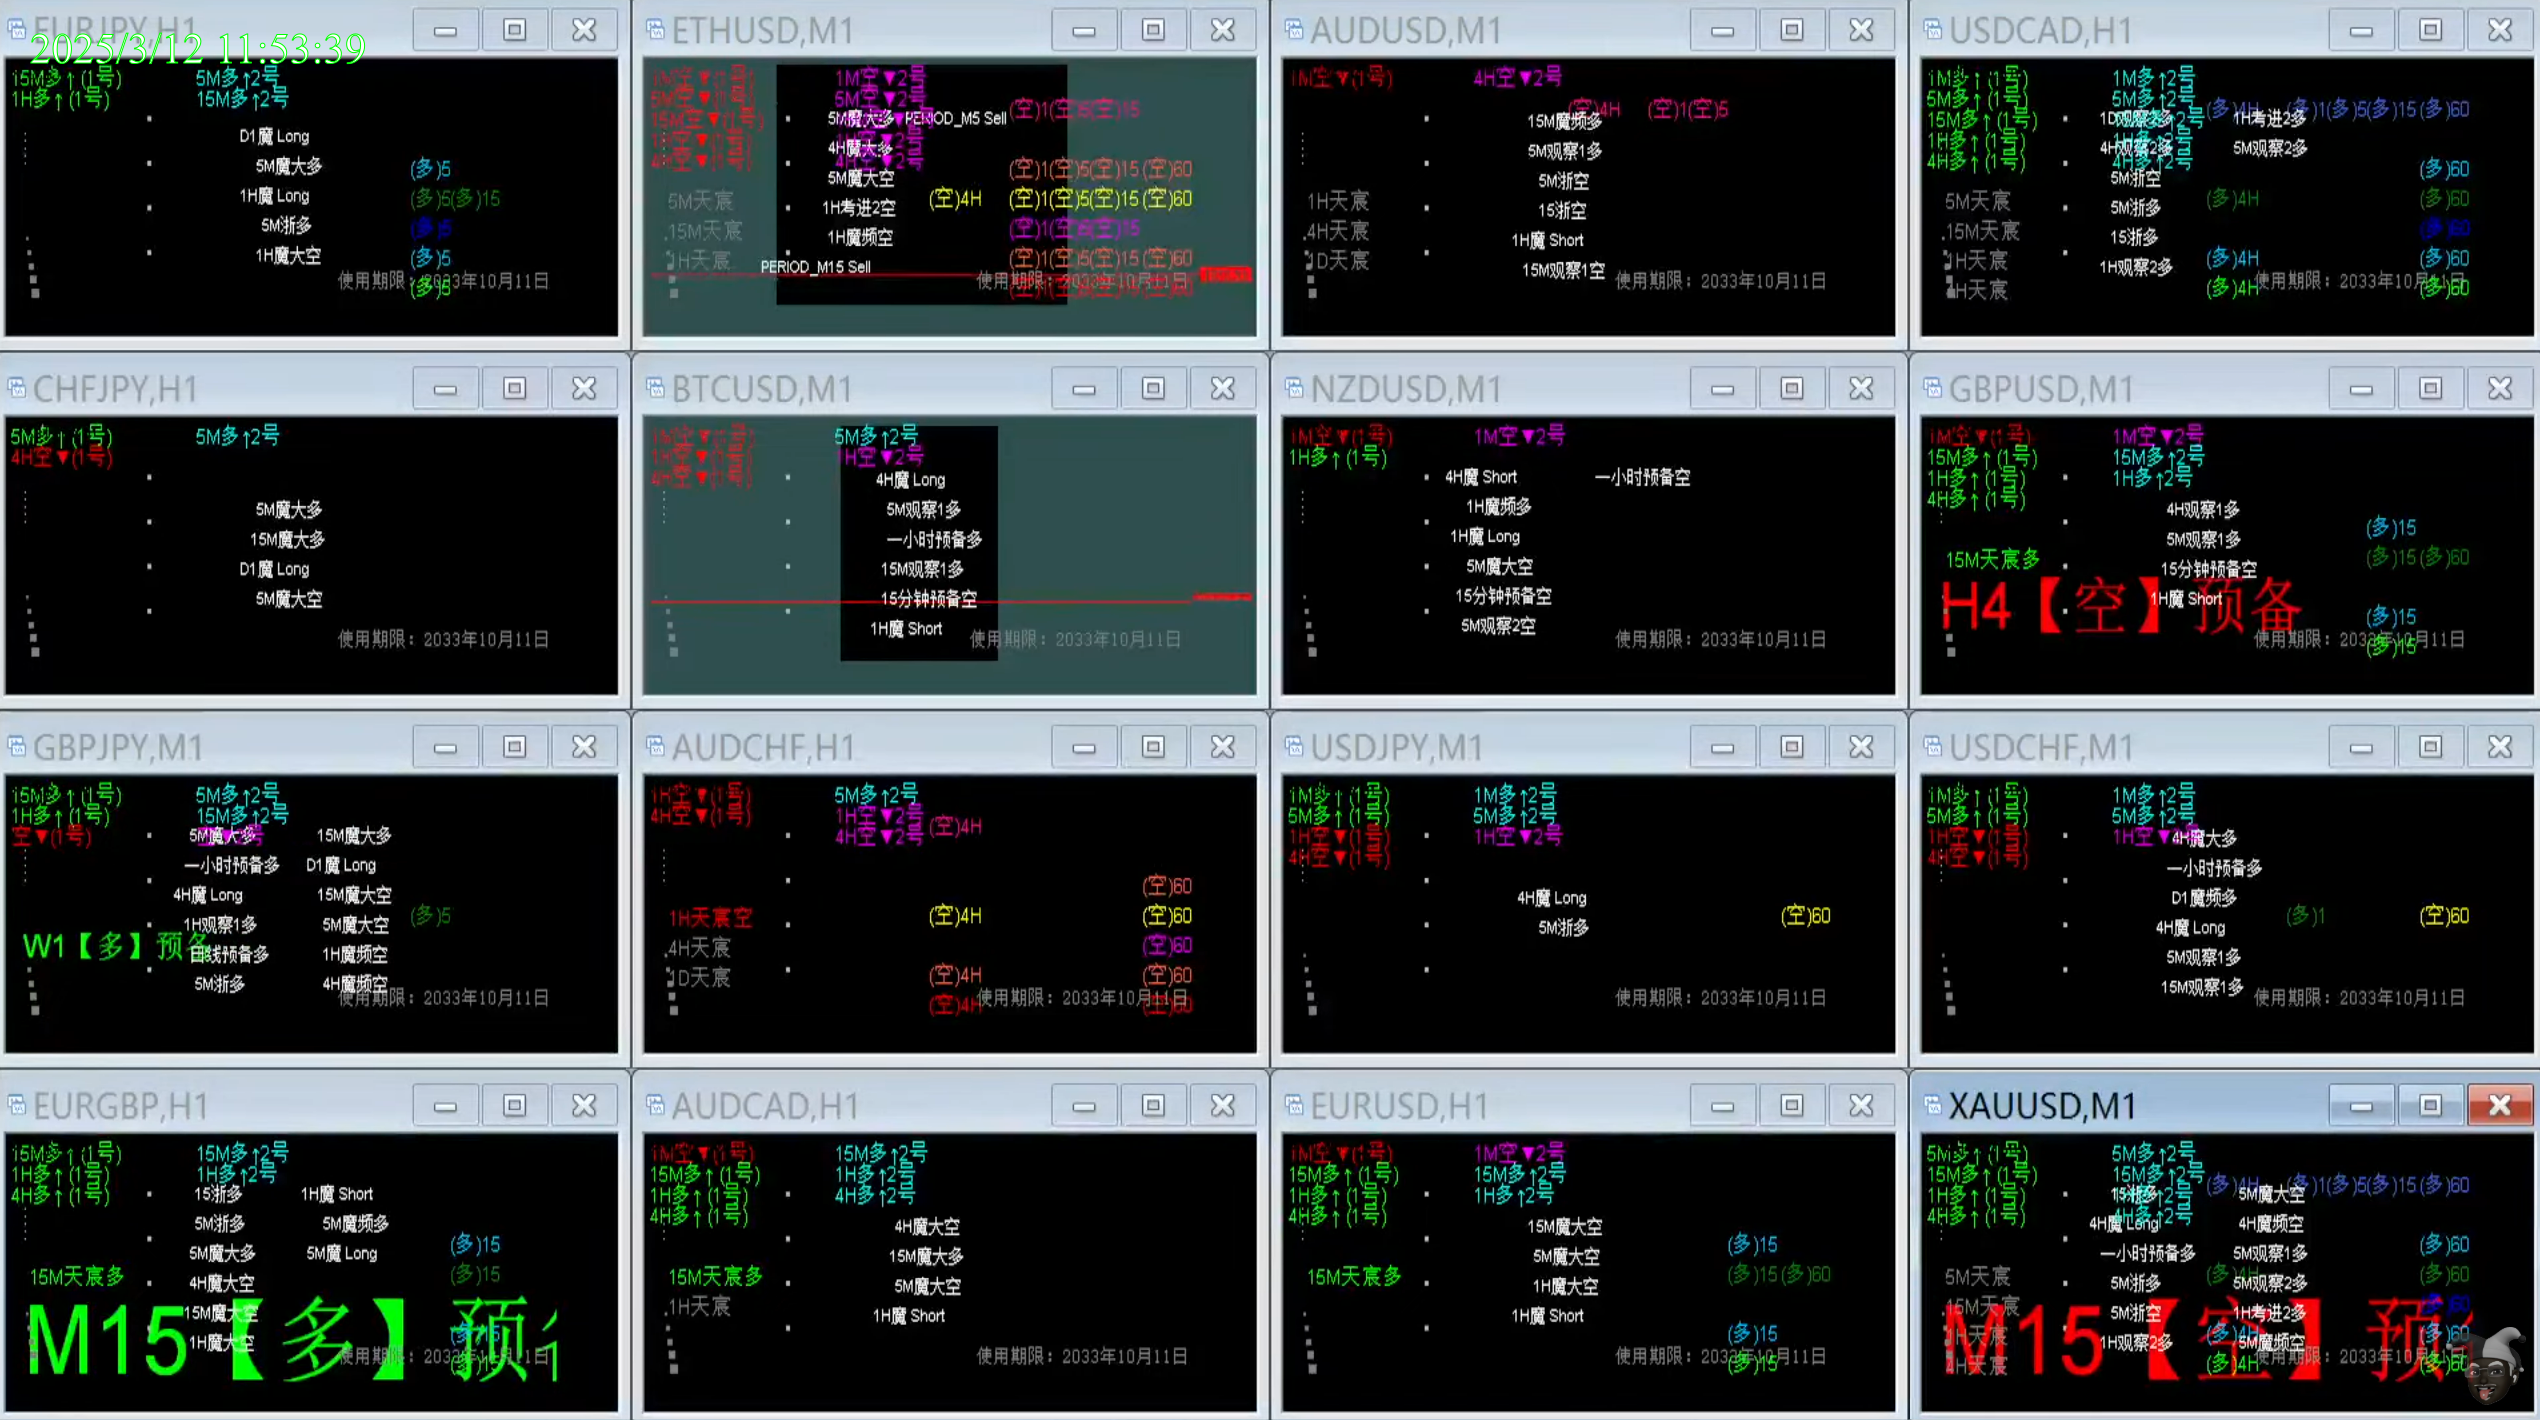 EURJPY,H1
2025/3/12 11:53:39
15M多↑(1号) 5M多↑2号
1H多↑(1号) 15M多↑2号
D1魔 Long
5M魔大多 (多)5
1H魔 Long (多)5(多)15
5M浙多 (多)5
1H魔大空 (多)5
使用期限：2033年10月11日
(多)5
ETHUSD,M1
1M空▼(1号) 1M空▼2号
5M空▼(1号) 5M空▼2号
(空)1(空)5(空)15
5M魔大多 PERIOD_M5 Sell
15M空▼(1号)
1H空▼(1号)
4H魔大多
4H空▼(1号) 4H空▼2号
(空)1(空)5(空)15(空)60
5M魔大空
5M天宸 (空)4H (空)1(空)5(空)15(空)60
1H考进2空
15M天宸 1H魔频空 (空)1(空)5(空)15
1H天宸 PERIOD_M15 Sell (空)1(空)5(空)15(空)60
使用期限：2033年10月11日
AUDUSD,M1
1M空▼(1号) 4H空▼2号
(空)4H (空)1(空)5
15M魔频多
5M观察1多
5M浙空
1H天宸
15浙空
4H天宸
1H魔 Short
1D天宸
15M观察1空
使用期限：2033年10月11日
USDCAD,H1
1M多↑(1号) 1M多↑2号
5M多↑(1号) 5M多↑2号
(多)4H (多)1(多)5(多)15(多)60
15M多↑(1号) 1H考进2多
1H多↑(1号)
4H观察2多 5M观察2多
4H多↑(1号) 4H多↑2号
(多)60
5M浙空
5M天宸 (多)4H (多)60
5M浙多
15M天宸 15浙多 (多)60
1H天宸 1H观察2多 (多)4H (多)60
4H天宸 (多)4H (多)60
使用期限：2033年10月11日
CHFJPY,H1
5M多↑(1号) 5M多↑2号
4H空▼(1号)
5M魔大多
15M魔大多
D1魔 Long
5M魔大空
使用期限：2033年10月11日
BTCUSD,M1
1M空▼(1号) 5M多↑2号
1H空▼(1号) 1H空▼2号
4H空▼(1号)
4H魔 Long
5M观察1多
一小时预备多
15M观察1多
15分钟预备空
1H魔 Short
使用期限：2033年10月11日
NZDUSD,M1
1M空▼(1号) 1M空▼2号
1H多↑(1号)
4H魔 Short 一小时预备空
1H魔频多
1H魔 Long
5M魔大空
15分钟预备空
5M观察2空
使用期限：2033年10月11日
GBPUSD,M1
1M空▼(1号) 1M空▼2号
15M多↑(1号) 15M多↑2号
1H多↑(1号) 1H多↑2号
4H多↑(1号)
4H观察1多
(多)15
5M观察1多
15M天宸多 (多)15(多)60
15分钟预备空
1H魔 Short
H4【空】预备
(多)15
使用期限：2033年10月11日
(多)15
GBPJPY,M1
15M多↑(1号) 5M多↑2号
1H多↑(1号) 15M多↑2号
空▼(1号) 5M魔大多 15M魔大多
一小时预备多 D1魔 Long
4H魔 Long 15M魔大空
1H观察1多 5M魔大空 (多)5
W1【多】预备
日线预备多 1H魔频空
5M浙多 4H魔频空
使用期限：2033年10月11日
AUDCHF,H1
1H空▼(1号) 5M多↑2号
4H空▼(1号) 1H空▼2号
(空)4H
4H空▼2号
(空)60
1H天宸空 (空)4H (空)60
4H天宸 (空)60
1D天宸 (空)4H (空)60
(空)4H (空)60
使用期限：2033年10月11日
USDJPY,M1
1M多↑(1号) 1M多↑2号
5M多↑(1号) 5M多↑2号
1H空▼(1号) 1H空▼2号
4H空▼(1号)
4H魔 Long
(空)60
5M浙多
使用期限：2033年10月11日
USDCHF,M1
1M多↑(1号) 1M多↑2号
5M多↑(1号) 5M多↑2号
1H空▼(1号) 1H空▼ 4H魔大多
4H空▼(1号)
一小时预备多
D1魔频多
(多)1 (空)60
4H魔 Long
5M观察1多
15M观察1多
使用期限：2033年10月11日
EURGBP,H1
15M多↑(1号) 15M多↑2号
1H多↑(1号) 1H多↑2号
4H多↑(1号) 15浙多 1H魔 Short
5M浙多 5M魔频多
(多)15
5M魔大多 5M魔 Long
15M天宸多 (多)15
4H魔大空
15M魔大空
M15【多】预
1H魔大空
AUDCAD,H1
1M空▼(1号) 15M多↑2号
15M多↑(1号) 1H多↑2号
1H多↑(1号) 4H多↑2号
4H多↑(1号)
4H魔大空
15M魔大多
15M天宸多 5M魔大空
1H天宸
1H魔 Short
使用期限：2033年10月11日
EURUSD,H1
1M空▼(1号) 1M空▼2号
15M多↑(1号) 15M多↑2号
1H多↑(1号) 1H多↑2号
4H多↑(1号)
15M魔大空
(多)15
5M魔大空
15M天宸多 (多)15(多)60
1H魔大空
1H魔 Short
(多)15
使用期限：2033年10月11日
(多)15
XAUUSD,M1
5M多↑(1号) 5M多↑2号
15M多↑(1号) 15M多↑2号
(多)4H (多)1(多)5(多)15(多)60
1H多↑(1号) 5M魔大空
4H多↑(1号) 4H多↑2号
4H魔 Long 4H魔频空
(多)60
一小时预备多 5M观察1多
5M天宸 (多)60
5M浙多 5M观察2多
15M天宸
5M浙空 1H考进2多
1H天宸
M15【空】预
1H观察2多 5M魔频空
4H天宸 (多)4H
使用期限：2033年10月11日